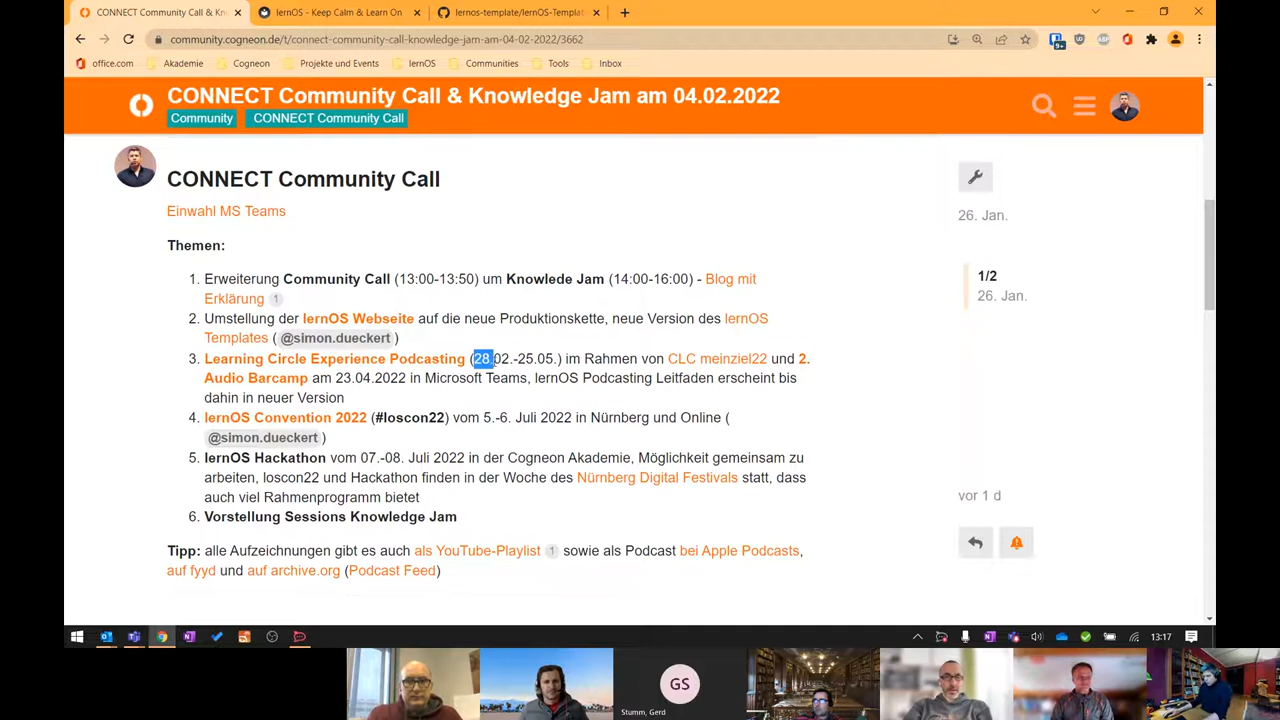 CONNECT Community Call & Kn
lernOS - Keep Calm & Learn On
lernos-template/lernOS-Templat
community.cogneon.de/t/connect-community-call-knowledge-jam-am-04-02-2022/3662
office.com Akademie Cogneon Projekte und Events lernOS Communities Tools Inbox
CONNECT Community Call & Knowledge Jam am 04.02.2022
Community CONNECT Community Call
CONNECT Community Call
Einwahl MS Teams
Themen:
1. Erweiterung Community Call (13:00-13:50) um Knowlede Jam (14:00-16:00) - Blog mit
Erklärung 1
2. Umstellung der lernOS Webseite auf die neue Produktionskette, neue Version des lernOS
Templates ( @simon.dueckert )
3. Learning Circle Experience Podcasting (28.02.-25.05.) im Rahmen von CLC meinziel22 und 2.
Audio Barcamp am 23.04.2022 in Microsoft Teams, lernOS Podcasting Leitfaden erscheint bis
dahin in neuer Version
4. lernOS Convention 2022 (#loscon22) vom 5.-6. Juli 2022 in Nürnberg und Online (
@simon.dueckert )
5. lernOS Hackathon vom 07.-08. Juli 2022 in der Cogneon Akademie, Möglichkeit gemeinsam zu
arbeiten, loscon22 und Hackathon finden in der Woche des Nürnberg Digital Festivals statt, dass
auch viel Rahmenprogramm bietet
6. Vorstellung Sessions Knowledge Jam
Tipp: alle Aufzeichnungen gibt es auch als YouTube-Playlist 1 sowie als Podcast bei Apple Podcasts,
auf fyyd und auf archive.org (Podcast Feed)
26. Jan.
1/2
26. Jan.
vor 1 d
13:17
GS
Stumm, Gerd